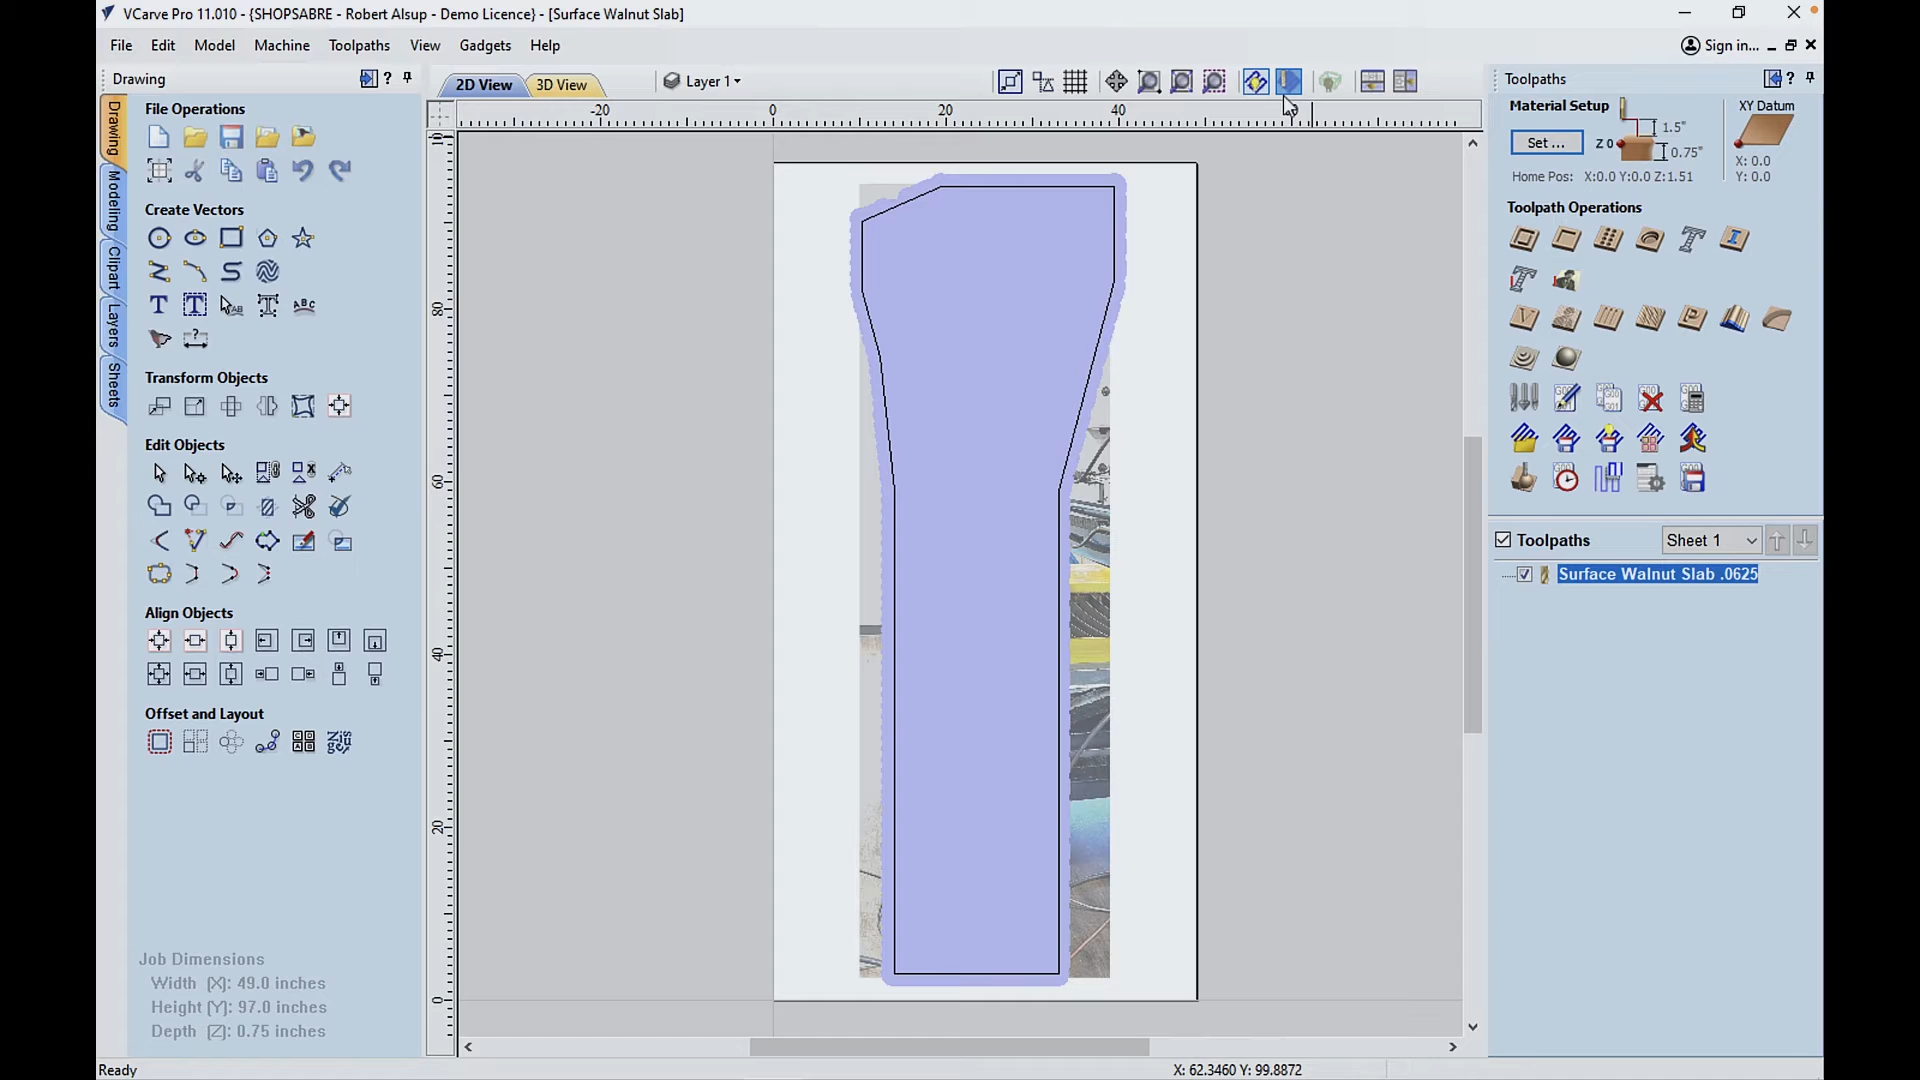 VCarve Pro 11.010 - {SHOPSABRE - Robert Alsup - Demo Licence} - [Surface Walnut Slab]
File Edit Model Machine Toolpaths View Gadgets Help
Sign in...
Drawing
?
Drawing
Modeling
Clipart
Layers
Sheets
File Operations
Create Vectors
Transform Objects
Edit Objects
Align Objects
Offset and Layout
Job Dimensions
Width (X): 49.0 inches
Height (Y): 97.0 inches
Depth (Z): 0.75 inches
Ready
2D View
3D View
Layer 1
-20 0 20 40
80
60
40
20
0
X: 62.3460 Y: 99.8872
Toolpaths
?
Material Setup
XY Datum
Set ...
Z 0
1.5"
0.75"
X: 0.0
Y: 0.0
Home Pos: X:0.0 Y:0.0 Z:1.51
Toolpath Operations
Toolpaths
Sheet 1
Surface Walnut Slab .0625